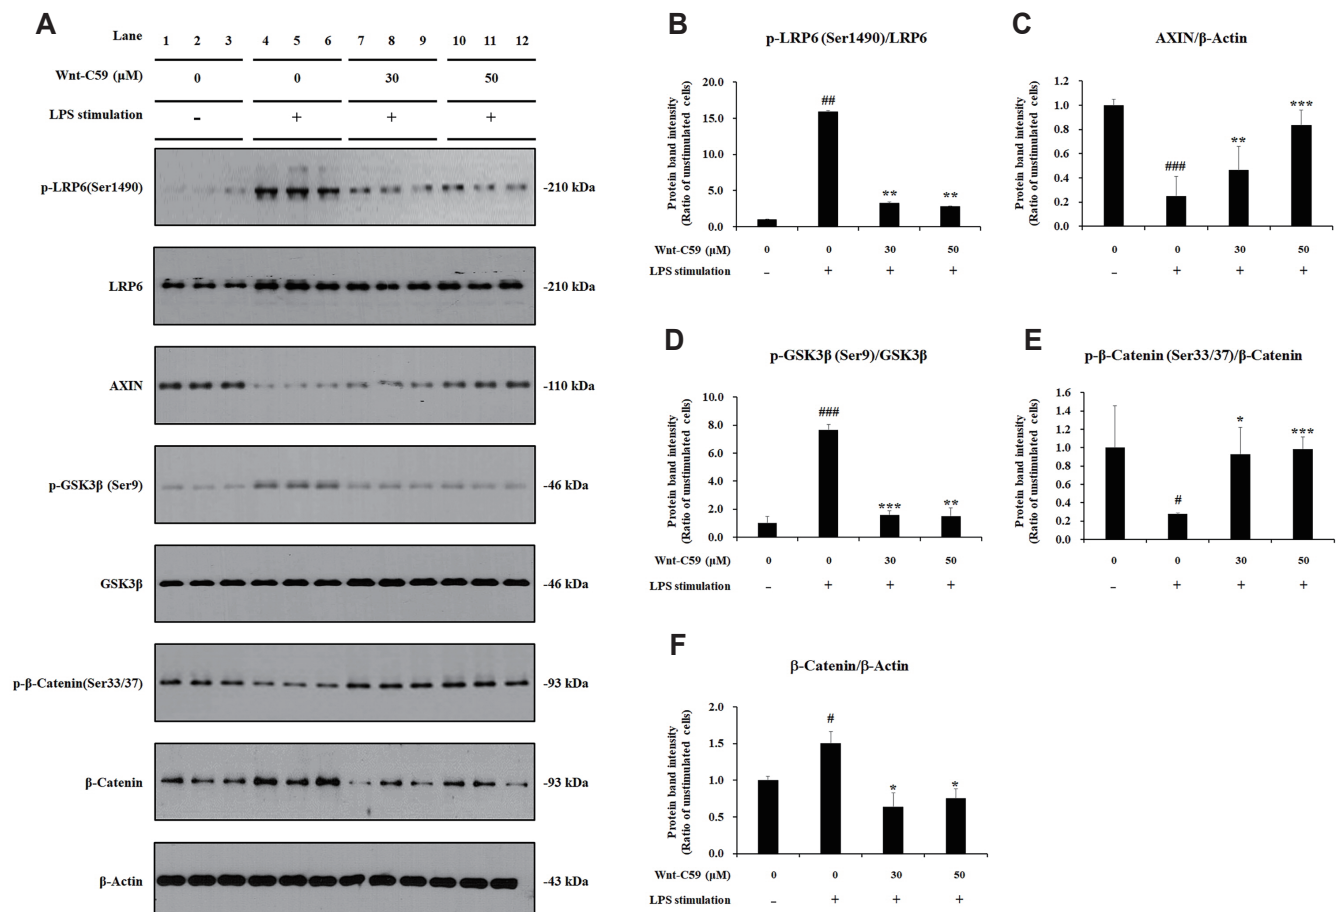 A
Lane 1 2 3 4 5 6 7 8 9 10 11 12
Wnt-C59 (μM) 0 0 30 50
LPS stimulation - + + +
p-LRP6(Ser1490) -210 kDa
LRP6 -210 kDa
AXIN -110 kDa
p-GSK3β (Ser9) -46 kDa
GSK3β -46 kDa
p-β-Catenin(Ser33/37) -93 kDa
β-Catenin -93 kDa
β-Actin -43 kDa
B
p-LRP6 (Ser1490)/LRP6
Protein band intensity
(Ratio of unstimulated cells)
20.0
15.0
10.0
5.0
0.0
##
**
**
Wnt-C59 (μM) 0 0 30 50
LPS stimulation - + + +
C
AXIN/β-Actin
Protein band intensity
(Ratio of unstimulated cells)
1.2
1.0
0.8
0.6
0.4
0.2
0.0
###
**
***
0 0 30 50
- + + +
D
p-GSK3β (Ser9)/GSK3β
Protein band intensity
(Ratio of unstimulated cells)
10.0
8.0
6.0
4.0
2.0
0.0
###
***
**
Wnt-C59 (μM) 0 0 30 50
LPS stimulation - + + +
E
p-β-Catenin (Ser33/37)/β-Catenin
Protein band intensity
(Ratio of unstimulated cells)
1.6
1.4
1.2
1.0
0.8
0.6
0.4
0.2
0.0
#
*
***
0 0 30 50
- + + +
F
β-Catenin/β-Actin
Protein band intensity
(Ratio of unstimulated cells)
2.0
1.5
1.0
0.5
0.0
#
*
*
Wnt-C59 (μM) 0 0 30 50
LPS stimulation - + + +